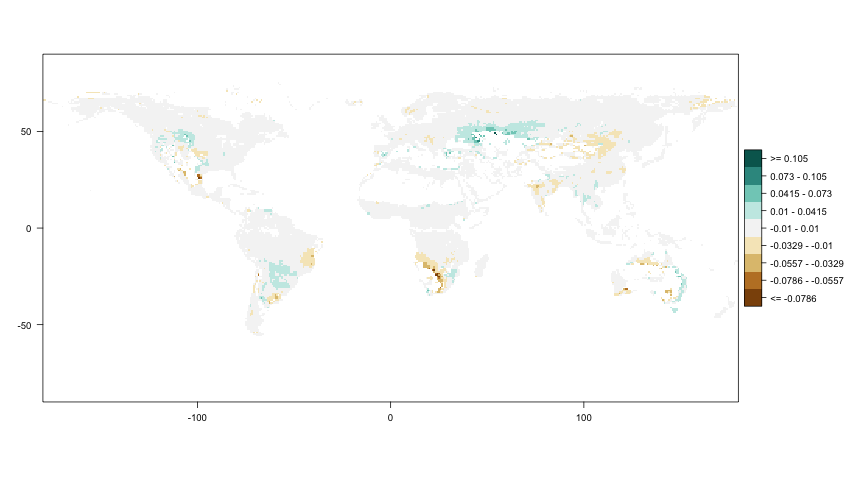 50
0
-50
-100
0
100
>= 0.105
0.073 - 0.105
0.0415 - 0.073
0.01 - 0.0415
-0.01 - 0.01
-0.0329 - -0.01
-0.0557 - -0.0329
-0.0786 - -0.0557
<= -0.0786